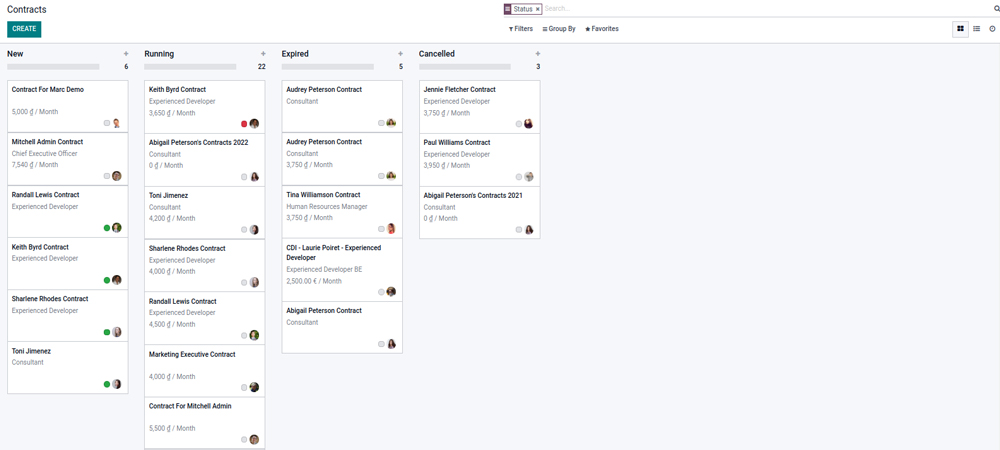 Contracts
Status ×
Search...
CREATE
Filters
Group By
Favorites
New
+
6
Contract For Marc Demo
5,000 ₫ / Month
Mitchell Admin Contract
Chief Executive Officer
7,540 ₫ / Month
Randall Lewis Contract
Experienced Developer
Keith Byrd Contract
Experienced Developer
Sharlene Rhodes Contract
Experienced Developer
Toni Jimenez
Consultant
Running
+
22
Keith Byrd Contract
Experienced Developer
3,650 ₫ / Month
Abigail Peterson's Contracts 2022
Consultant
0 ₫ / Month
Toni Jimenez
Consultant
4,200 ₫ / Month
Sharlene Rhodes Contract
Experienced Developer
4,000 ₫ / Month
Randall Lewis Contract
Experienced Developer
4,500 ₫ / Month
Marketing Executive Contract
4,000 ₫ / Month
Contract For Mitchell Admin
5,500 ₫ / Month
Expired
+
5
Audrey Peterson Contract
Consultant
Audrey Peterson Contract
Consultant
3,750 ₫ / Month
Tina Williamson Contract
Human Resources Manager
3,750 ₫ / Month
CDI - Laurie Poiret - Experienced
Developer
Experienced Developer BE
2,500.00 € / Month
Abigail Peterson Contract
Consultant
Cancelled
+
3
Jennie Fletcher Contract
Experienced Developer
3,750 ₫ / Month
Paul Williams Contract
Experienced Developer
3,950 ₫ / Month
Abigail Peterson's Contracts 2021
Consultant
0 ₫ / Month